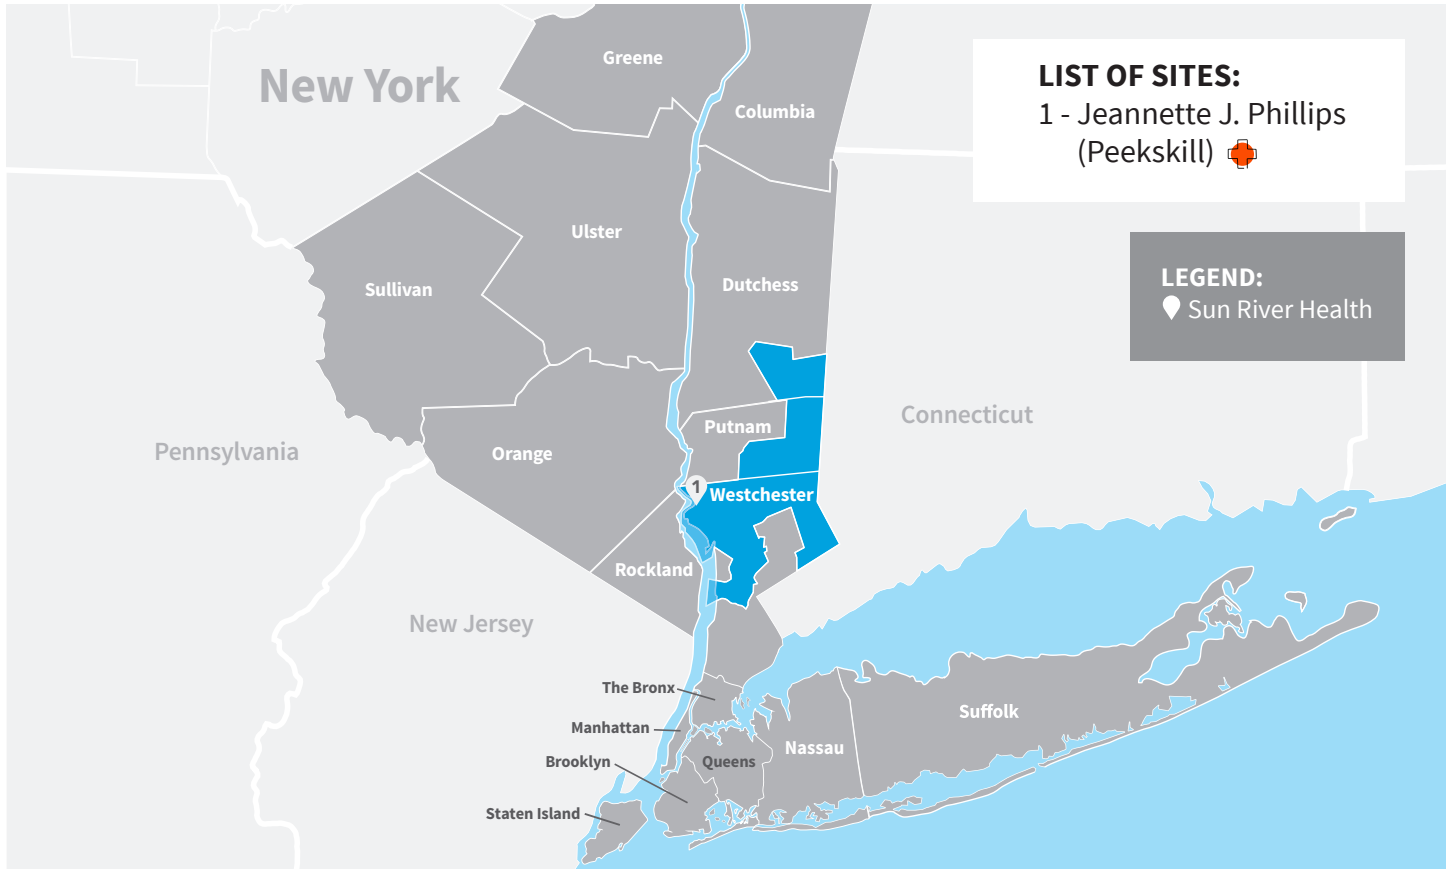 New York
Greene
Columbia
LIST OF SITES:
1 - Jeannette J. Phillips
(Peekskill)
Ulster
Sullivan
Dutchess
LEGEND:
Sun River Health
Connecticut
Putnam
Pennsylvania
Orange
1
Westchester
Rockland
New Jersey
The Bronx
Manhattan
Suffolk
Nassau
Brooklyn
Queens
Staten Island